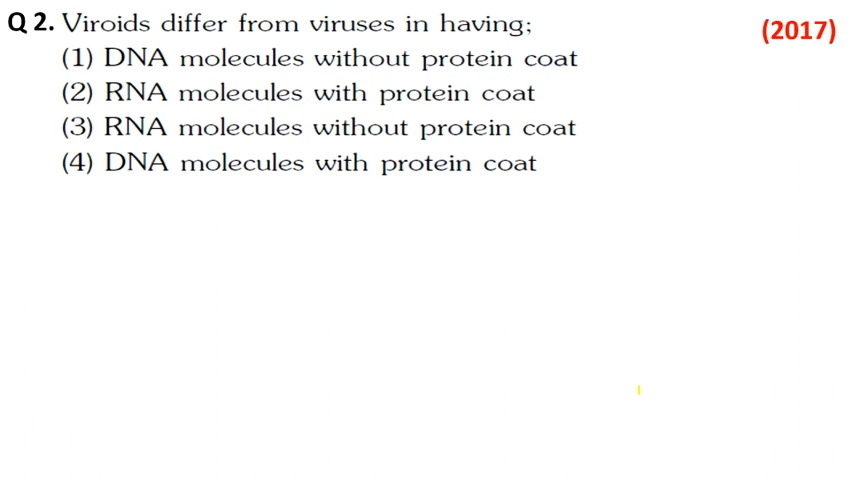 Q 2. Viroids differ from viruses in having; (2017)
(1) DNA molecules without protein coat
(2) RNA molecules with protein coat
(3) RNA molecules without protein coat
(4) DNA molecules with protein coat